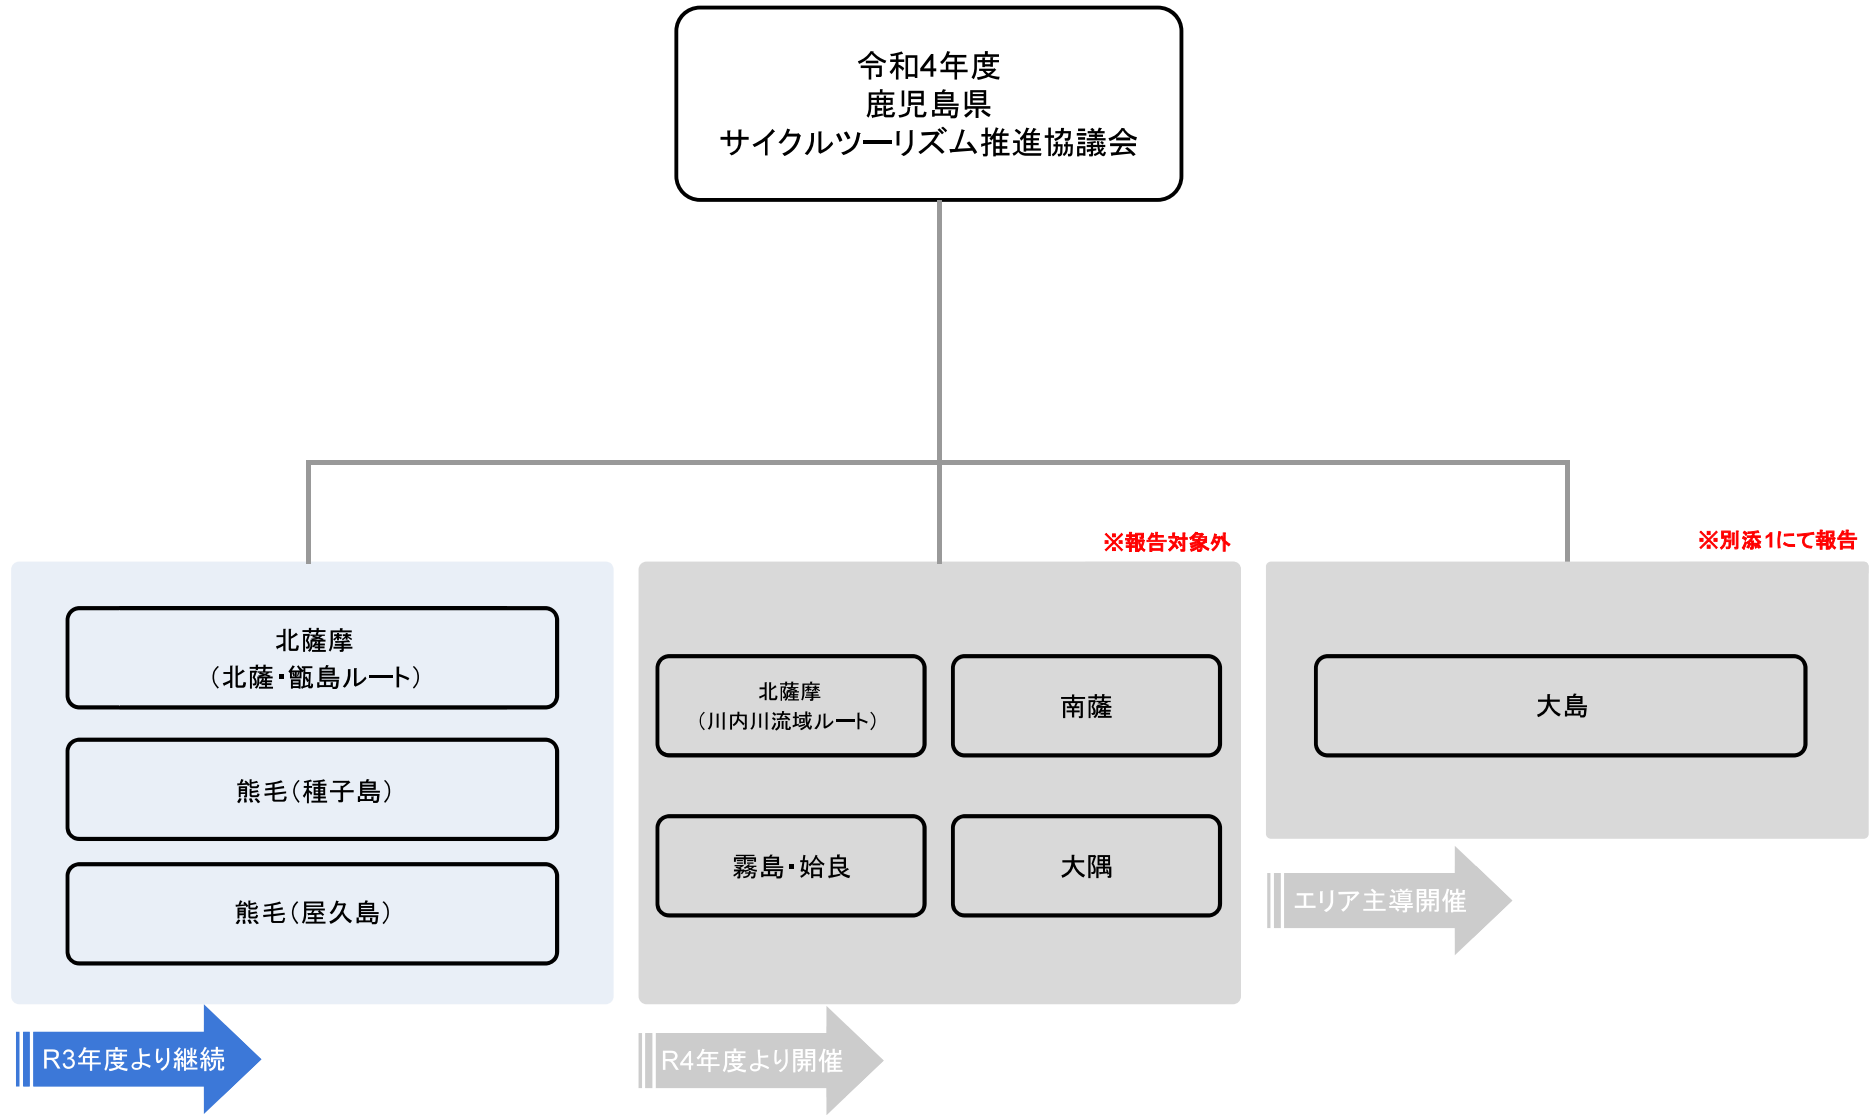 令和4年度
鹿児島県
サイクルツーリズム推進協議会
※報告対象外
※別添1にて報告
北薩摩
（北薩・甑島ルート）
熊毛（種子島）
熊毛（屋久島）
R3年度より継続
北薩摩
（川内川流域ルート）
南薩
霧島・姶良
大隅
R4年度より開催
大島
エリア主導開催